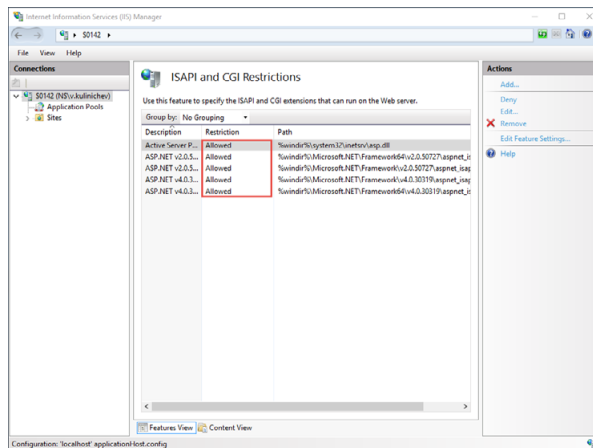 Internet Information Services (IIS) Manager
S0142
File View Help
Connections
S0142 (NS\v.kulinichev)
Application Pools
Sites
ISAPI and CGI Restrictions
Use this feature to specify the ISAPI and CGI extensions that can run on the Web server.
Group by: No Grouping
Description Restriction Path
Active Server P... Allowed %windir%\system32\inetsrv\asp.dll
ASP.NET v2.0.5... Allowed %windir%\Microsoft.NET\Framework64\v2.0.50727\aspnet_is
ASP.NET v2.0.5... Allowed %windir%\Microsoft.NET\Framework\v2.0.50727\aspnet_isap
ASP.NET v4.0.3... Allowed %windir%\Microsoft.NET\Framework\v4.0.30319\aspnet_isap
ASP.NET v4.0.3... Allowed %windir%\Microsoft.NET\Framework64\v4.0.30319\aspnet_is
Features View Content View
Actions
Add...
Deny
Edit...
Remove
Edit Feature Settings...
Help
Configuration: 'localhost' applicationHost.config